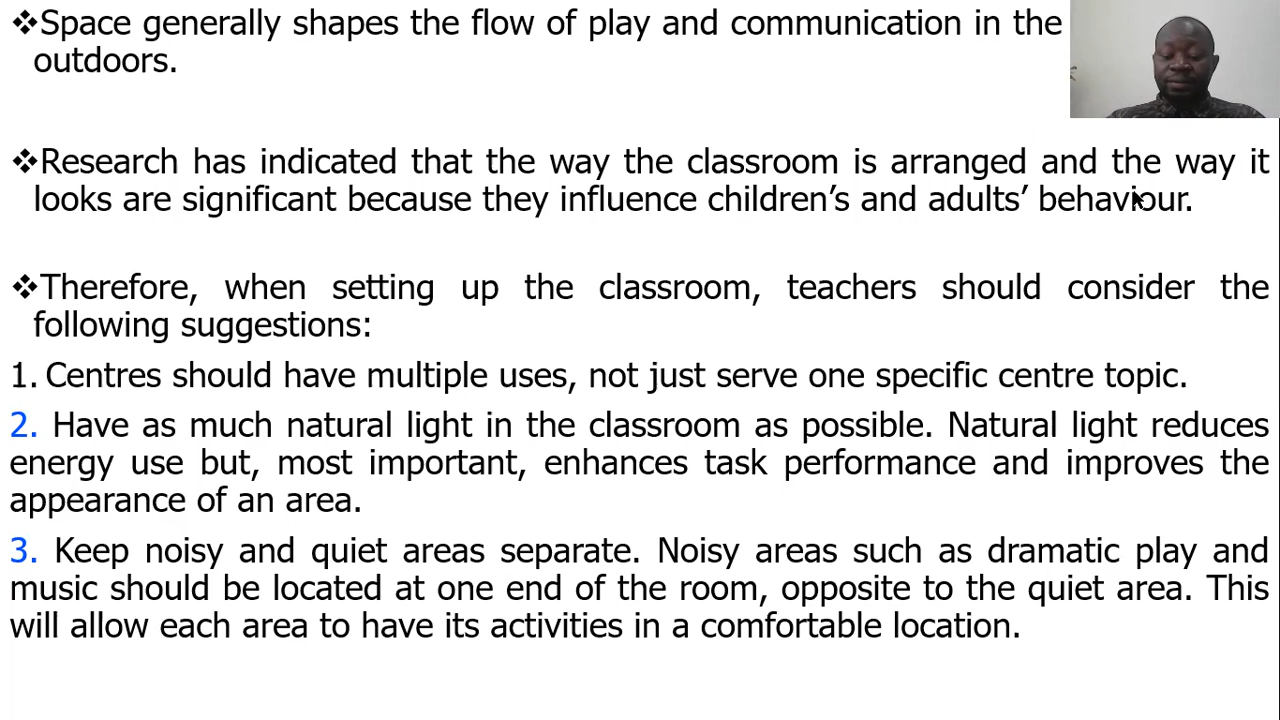 ❖Space generally shapes the flow of play and communication in the
outdoors.
❖Research has indicated that the way the classroom is arranged and the way it
looks are significant because they influence children’s and adults’ behaviour.
❖Therefore, when setting up the classroom, teachers should consider the
following suggestions:
1. Centres should have multiple uses, not just serve one specific centre topic.
2. Have as much natural light in the classroom as possible. Natural light reduces
energy use but, most important, enhances task performance and improves the
appearance of an area.
3. Keep noisy and quiet areas separate. Noisy areas such as dramatic play and
music should be located at one end of the room, opposite to the quiet area. This
will allow each area to have its activities in a comfortable location.